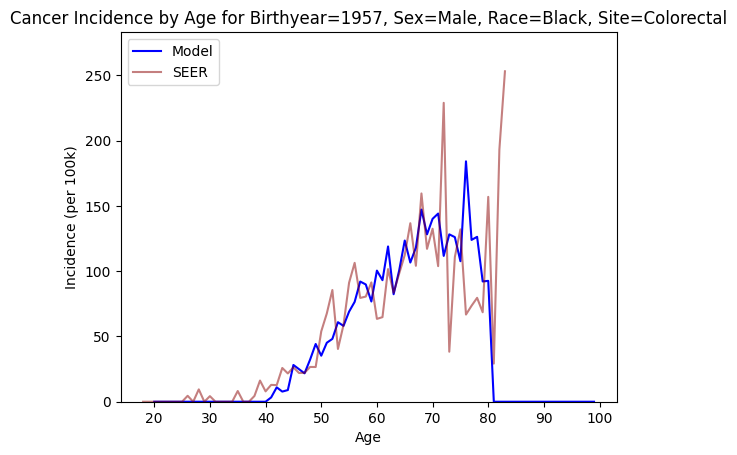 Cancer Incidence by Age for Birthyear=1957, Sex=Male, Race=Black, Site=Colorectal
Model
SEER
250
200
150
100
50
0
Incidence (per 100k)
20 30 40 50 60 70 80 90 100
Age